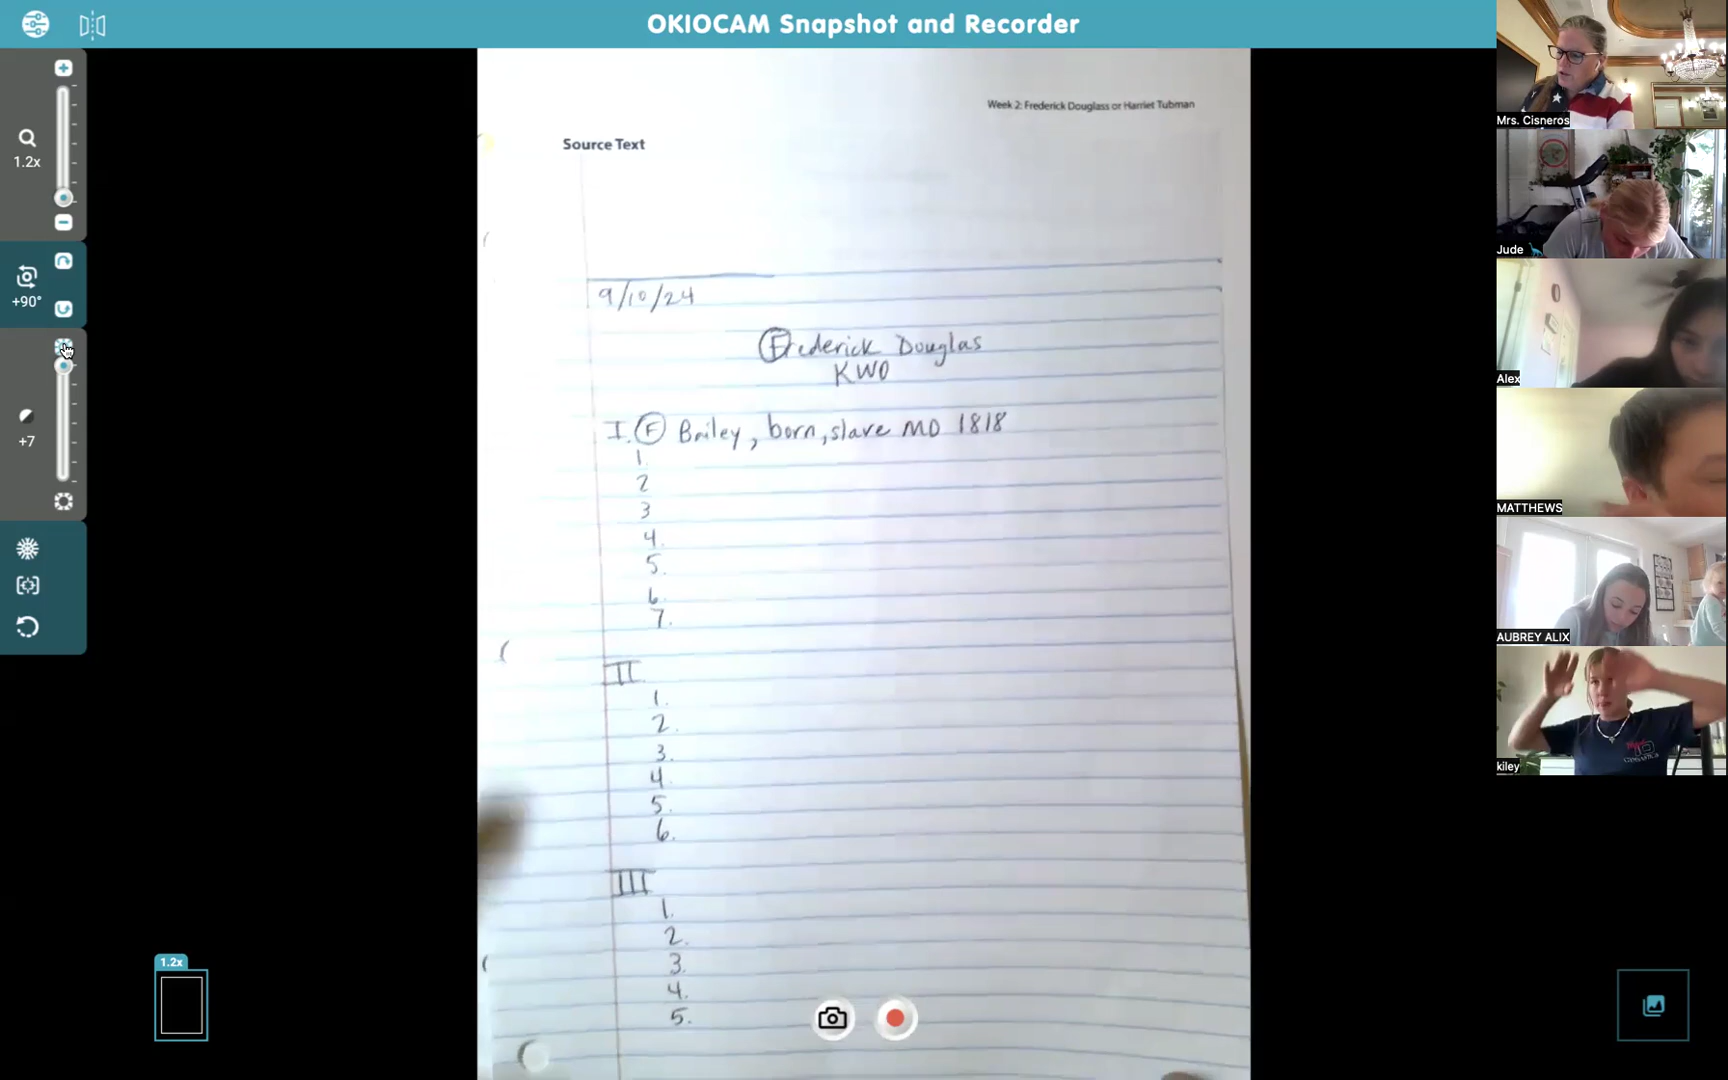 OKIOCAM Snapshot and Recorder
1.2x
+90°
+7
1.2x
Week 2: Frederick Douglass or Harriet Tubman
Source Text
9/10/24
Frederick Douglas
KWO
I. F Bailey, born, slave MD 1818
1.
2
3
4.
5.
6.
7.
II
1.
2.
3.
4.
5.
6.
III
1.
2.
3.
4.
5.
Mrs. Cisneros
Jude
Alex
MATTHEWS
AUBREY ALIX
kiley